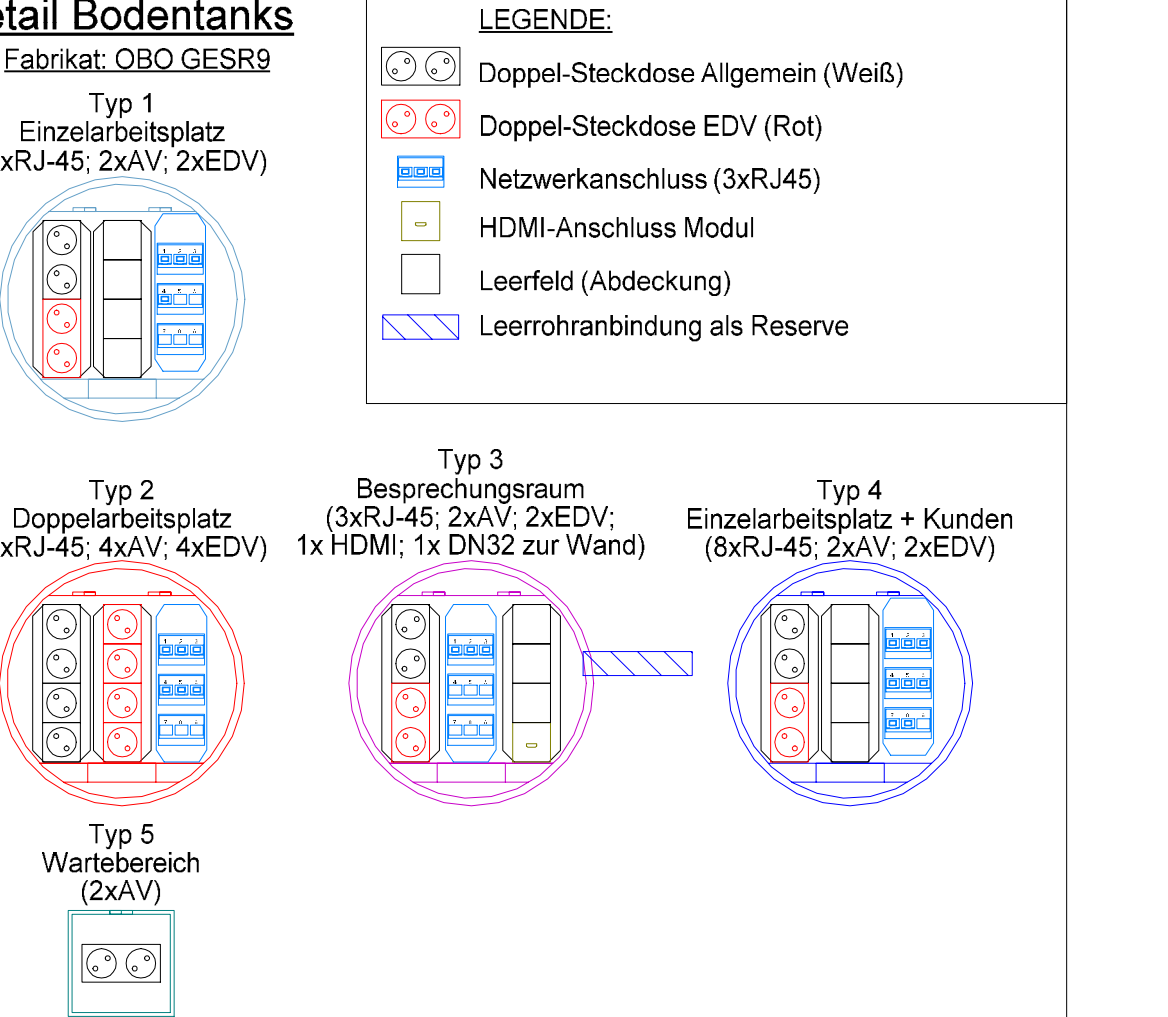 etail Bodentanks
Fabrikat: OBO GESR9
Typ 1
Einzelarbeitsplatz
xRJ-45; 2xAV; 2xEDV)
LEGENDE:
Doppel-Steckdose Allgemein (Weiß)
Doppel-Steckdose EDV (Rot)
Netzwerkanschluss (3xRJ45)
HDMI-Anschluss Modul
Leerfeld (Abdeckung)
Leerrohranbindung als Reserve
Typ 2
Doppelarbeitsplatz
xRJ-45; 4xAV; 4xEDV)
Typ 3
Besprechungsraum
(3xRJ-45; 2xAV; 2xEDV;
1x HDMI; 1x DN32 zur Wand)
Typ 4
Einzelarbeitsplatz + Kunden
(8xRJ-45; 2xAV; 2xEDV)
Typ 5
Wartebereich
(2xAV)